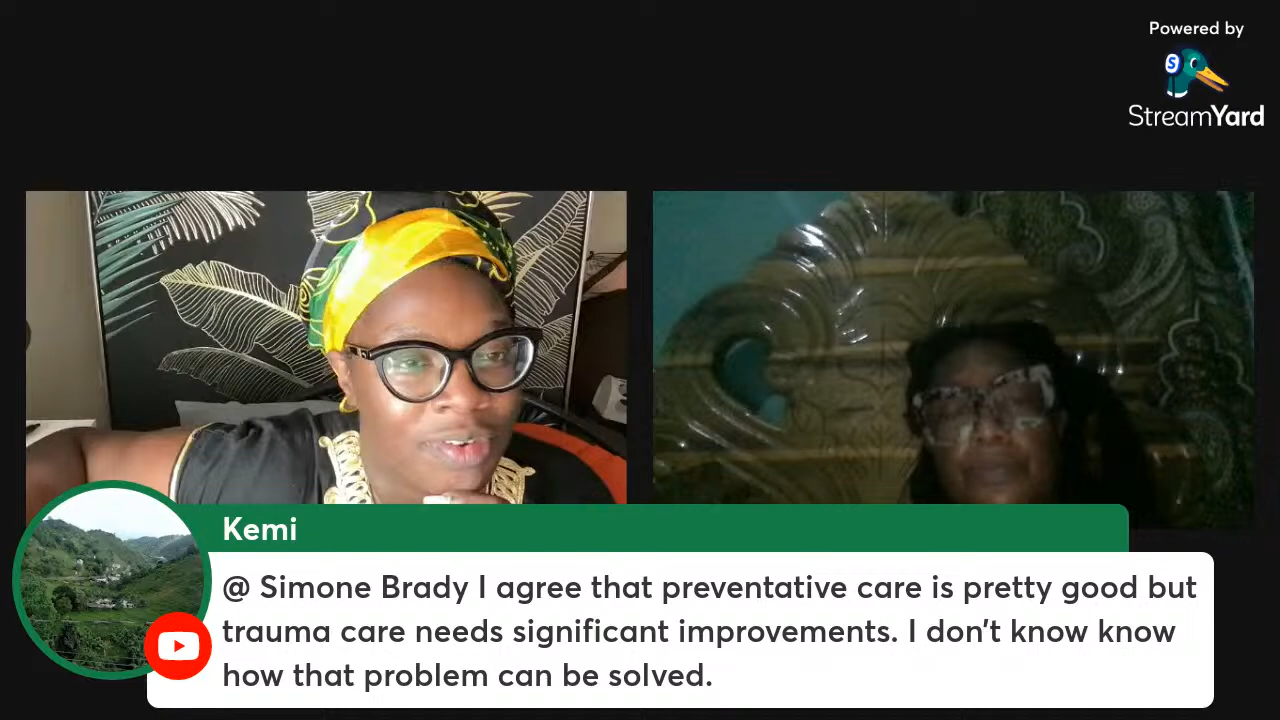 Powered by
S
StreamYard
Kemi
@ Simone Brady I agree that preventative care is pretty good but
trauma care needs significant improvements. I don't know know
how that problem can be solved.